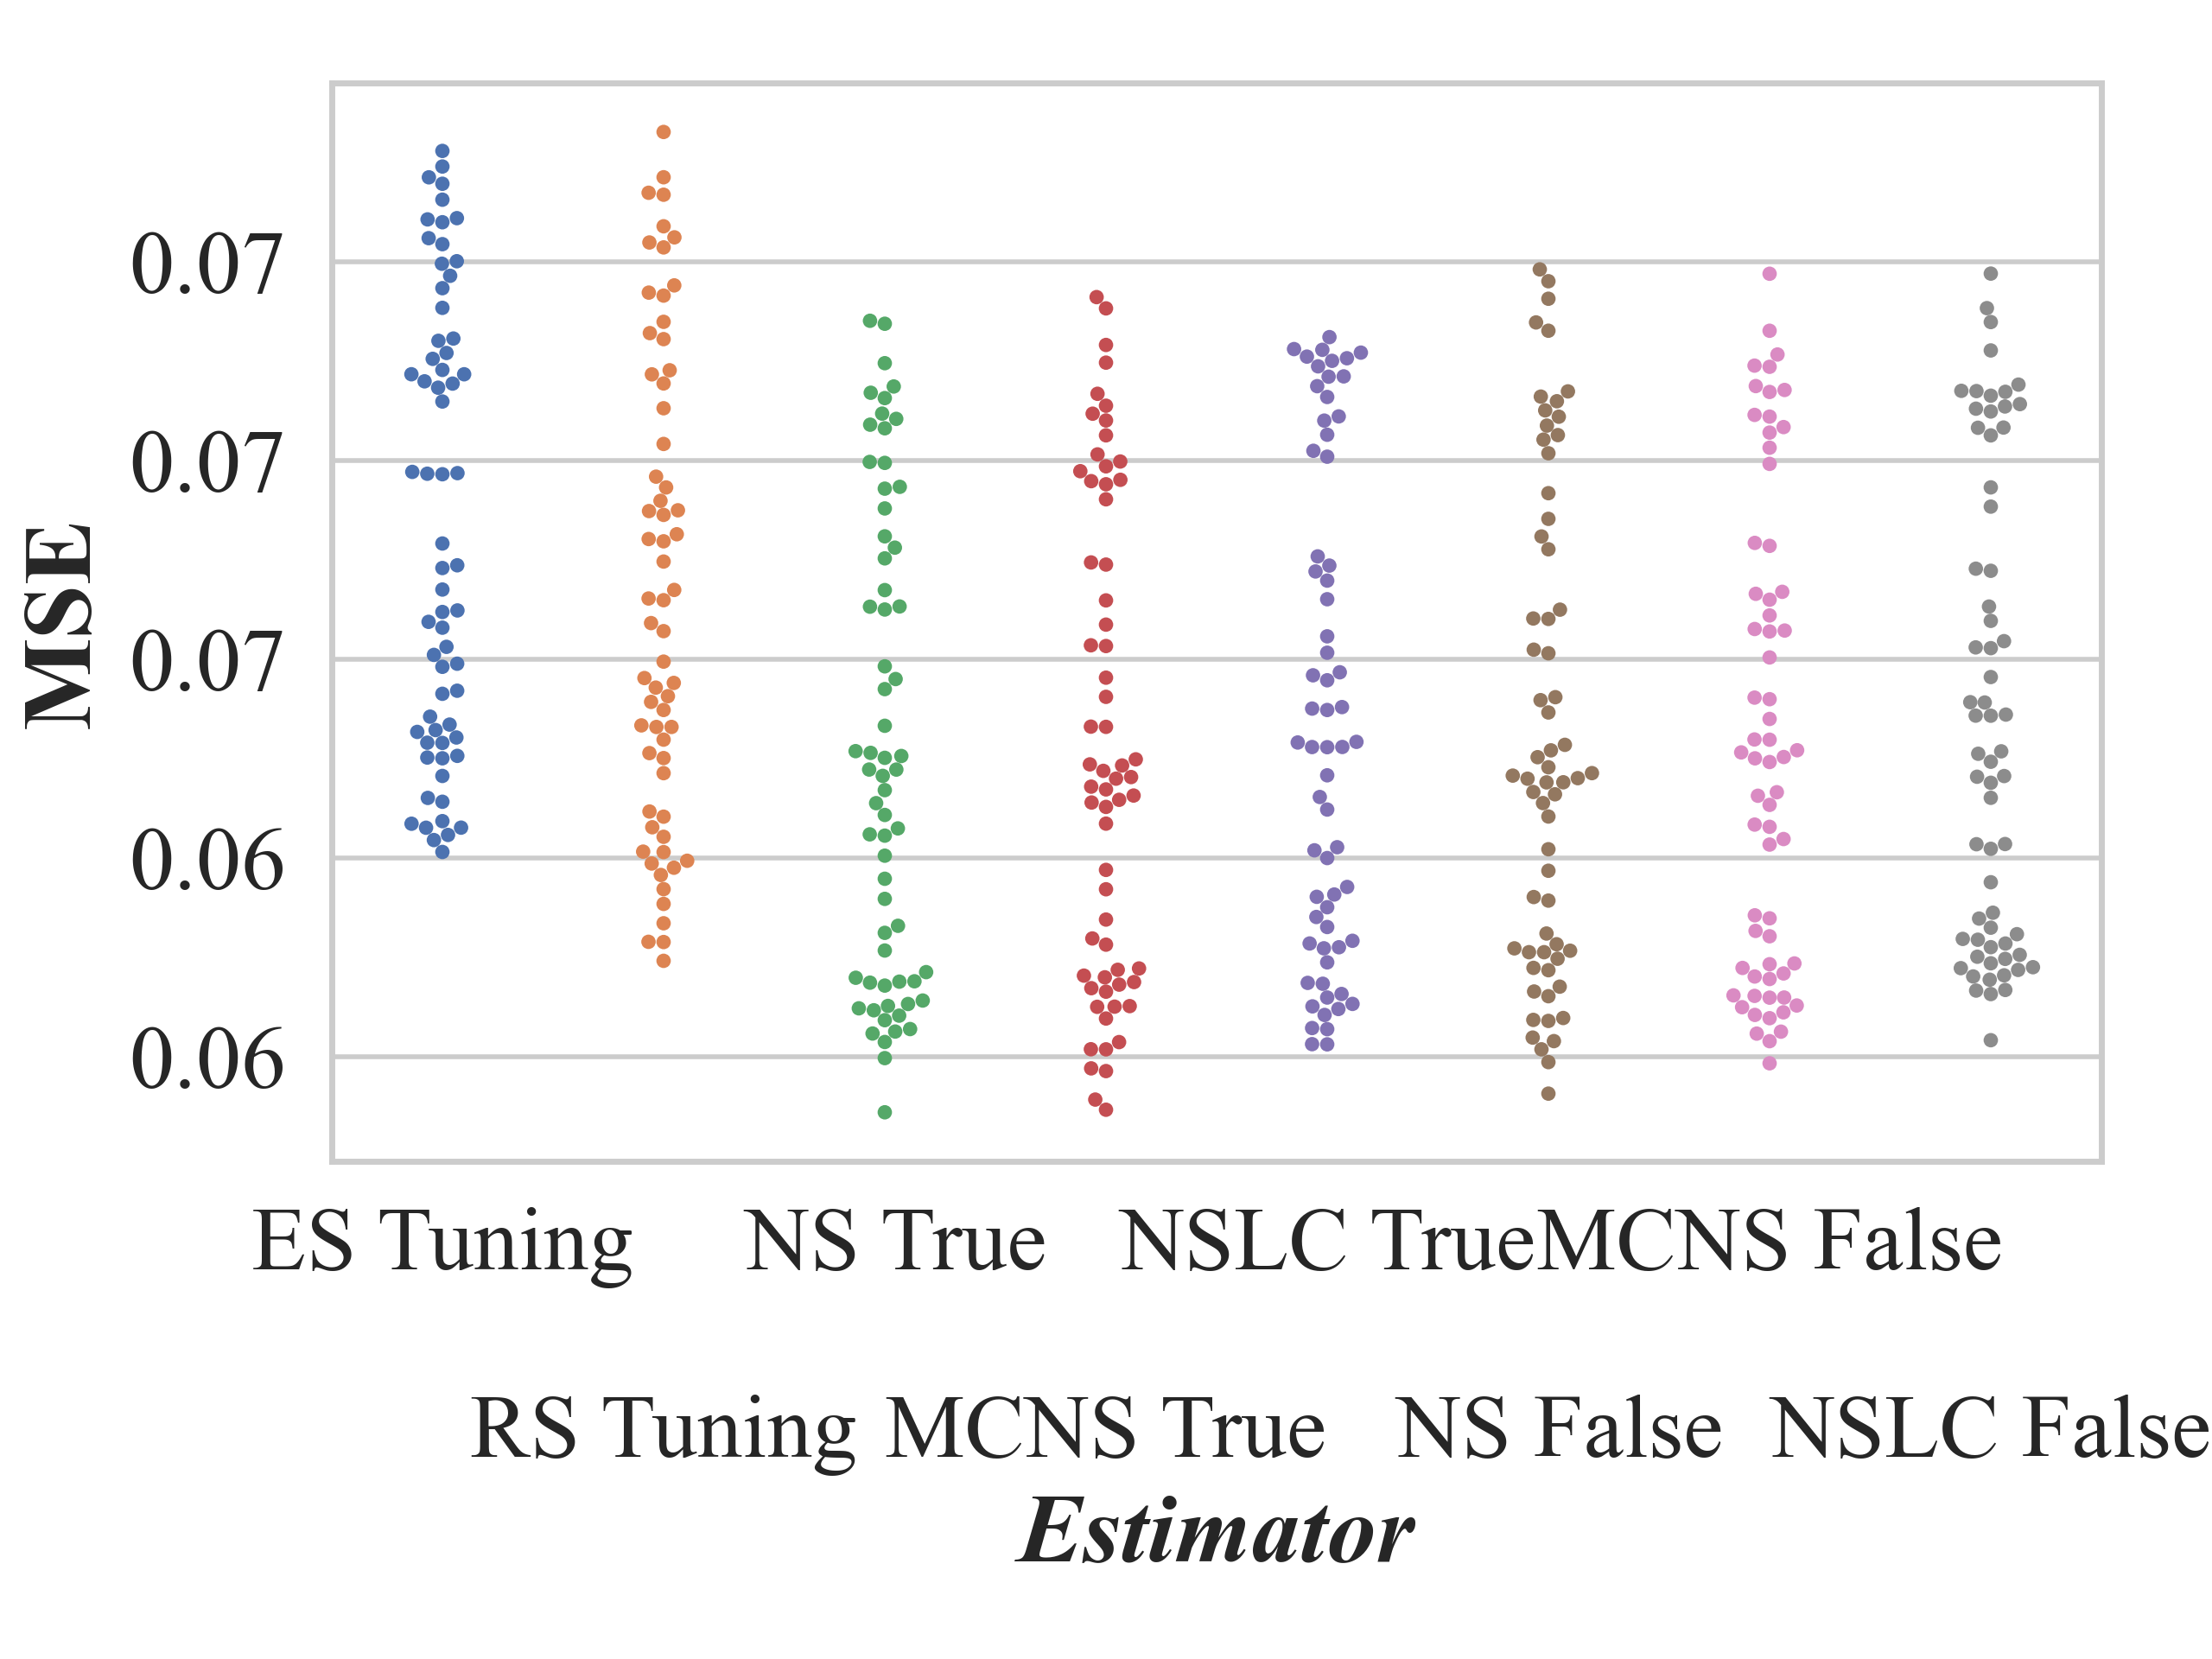 0.07
0.07
0.07
0.06
0.06
MSE
ES Tuning NS True NSLC True MCNS False
RS Tuning MCNS True NS False NSLC False
Estimator